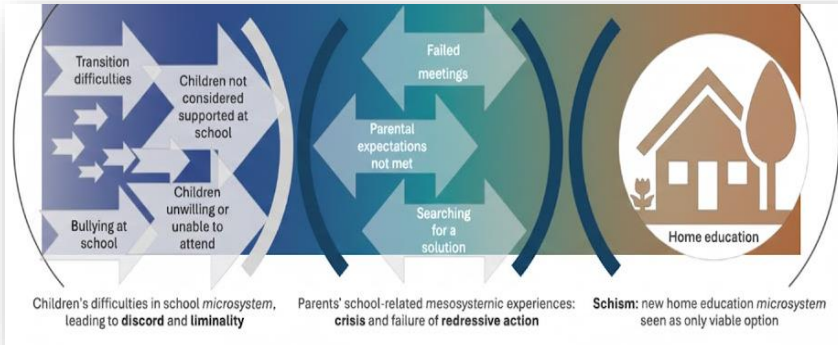 Transition
difficulties
Children not
considered
supported at
school
Bullying at
school
Children
unwilling or
unable to
attend
Failed
meetings
Parental
expectations
not met
Searching
for a
solution
Home education
Children's difficulties in school microsystem,
leading to discord and liminality
Parents' school-related mesosystemic experiences:
crisis and failure of redressive action
Schism: new home education microsystem
seen as only viable option